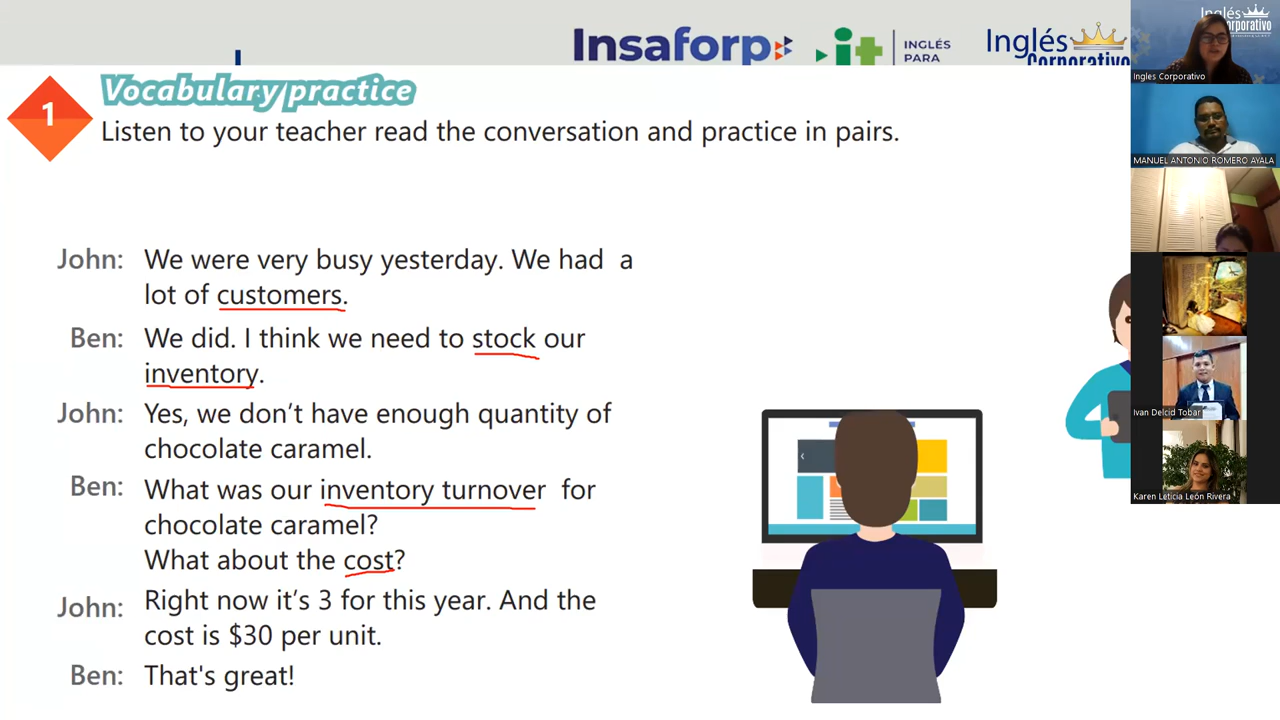 Insaforp
INGLÉS
PARA
Inglés
Corporativo
Inglés
Corporativo
Ingles Corporativo
MANUEL ANTONIO ROMERO AYALA
Ivan Delcid Tobar
Karen Leticia León Rivera
1
Vocabulary practice
Listen to your teacher read the conversation and practice in pairs.
John: We were very busy yesterday. We had a
lot of customers.
Ben: We did. I think we need to stock our
inventory.
John: Yes, we don't have enough quantity of
chocolate caramel.
Ben: What was our inventory turnover for
chocolate caramel?
What about the cost?
John: Right now it's 3 for this year. And the
cost is $30 per unit.
Ben: That's great!